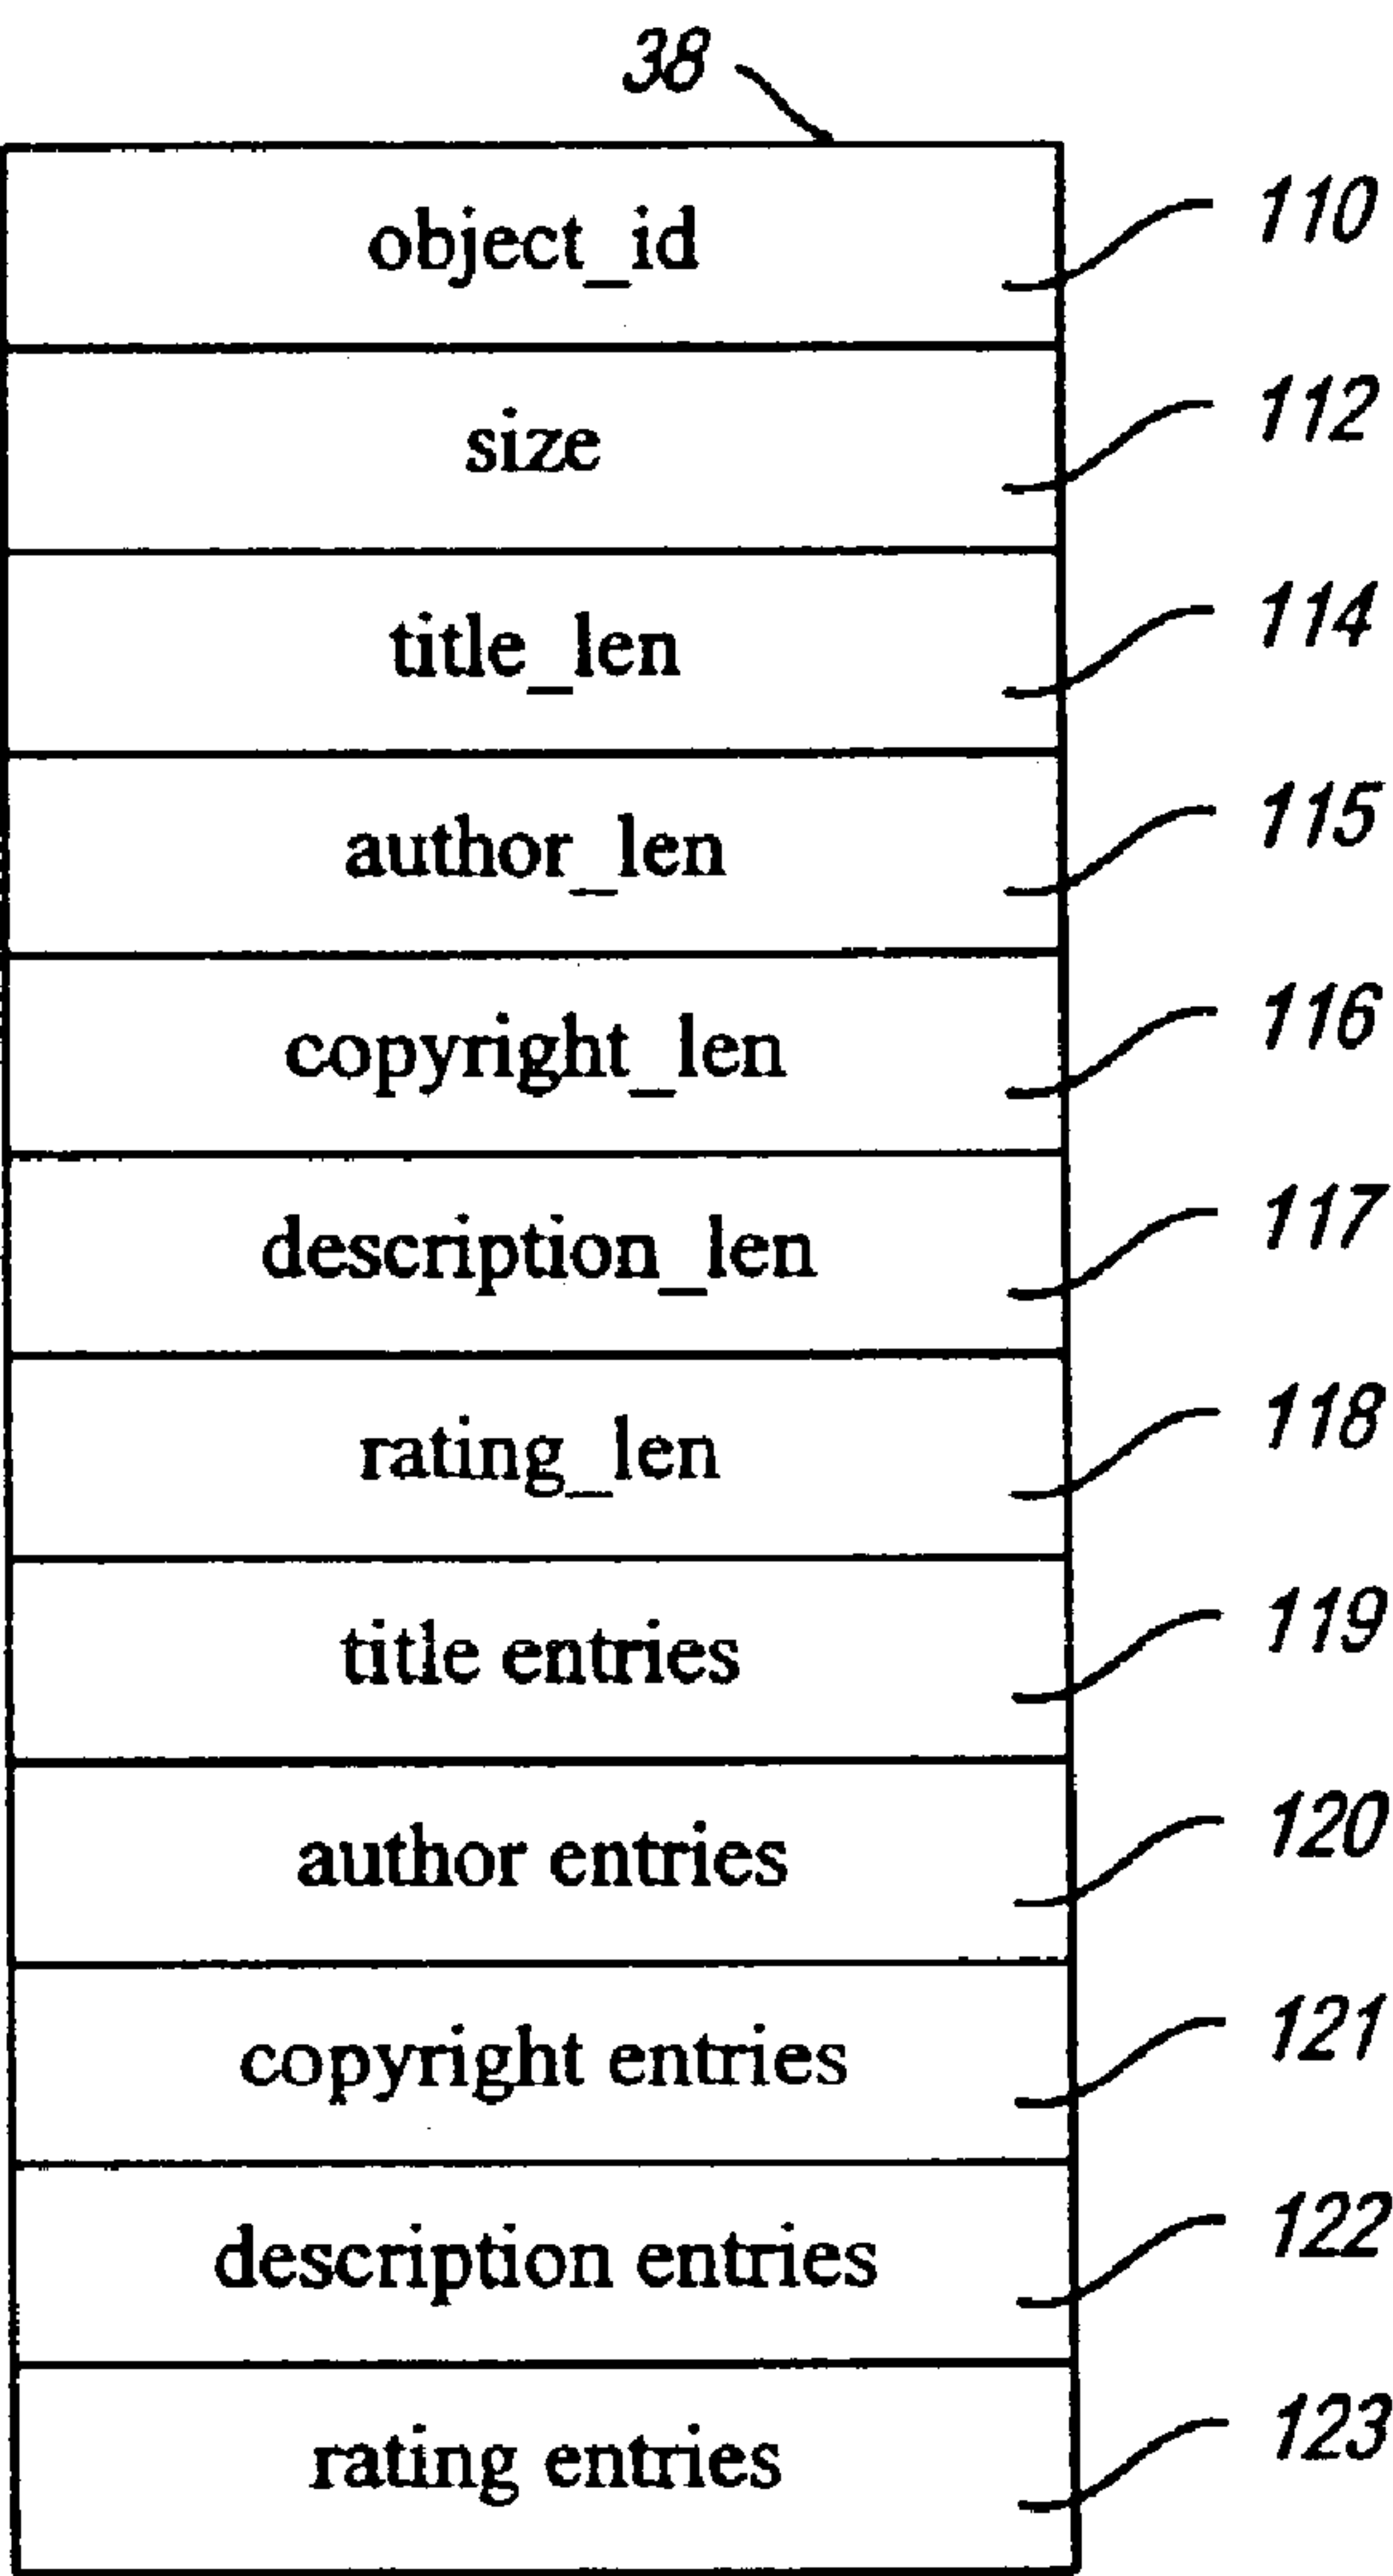 38
object_id 110
size 112
title_len 114
author_len 115
copyright_len 116
description_len 117
rating_len 118
title entries 119
author entries 120
copyright entries 121
description entries 122
rating entries 123